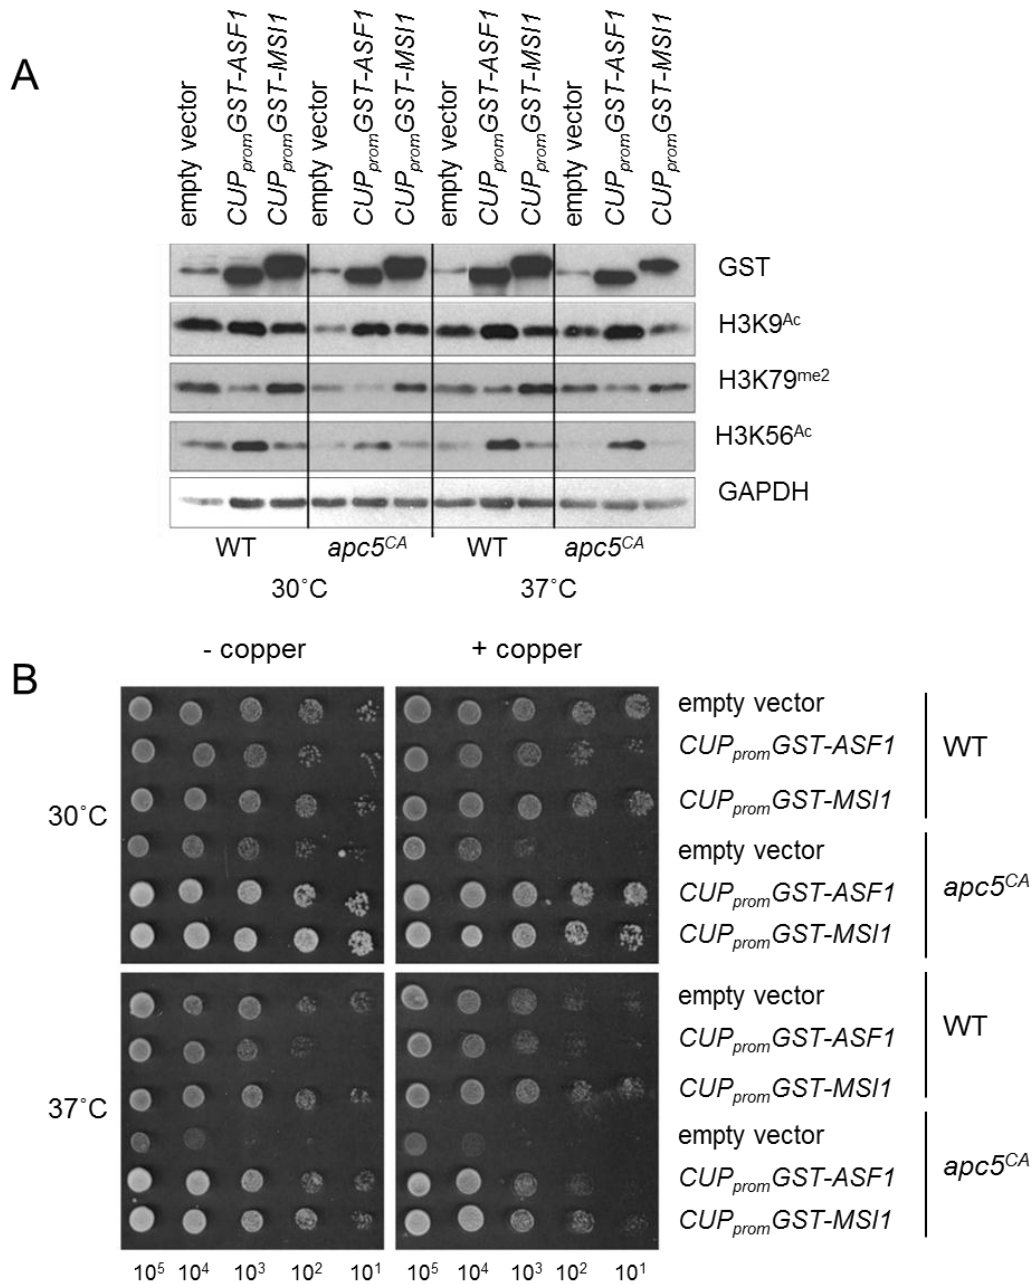 A
empty vector
CUPpromGST-ASF1
CUPpromGST-MSI1
empty vector
CUPpromGST-ASF1
CUPpromGST-MSI1
empty vector
CUPpromGST-ASF1
CUPpromGST-MSI1
empty vector
CUPpromGST-ASF1
CUPpromGST-MSI1
GST
H3K9Ac
H3K79me2
H3K56Ac
GAPDH
WT apc5CA WT apc5CA
30˚C 37˚C
- copper + copper
B
empty vector
CUPpromGST-ASF1
CUPpromGST-MSI1
WT
30˚C
empty vector
CUPpromGST-ASF1
CUPpromGST-MSI1
apc5CA
empty vector
CUPpromGST-ASF1
CUPpromGST-MSI1
WT
37˚C
empty vector
CUPpromGST-ASF1
CUPpromGST-MSI1
apc5CA
10⁵ 10⁴ 10³ 10² 10¹ 10⁵ 10⁴ 10³ 10² 10¹